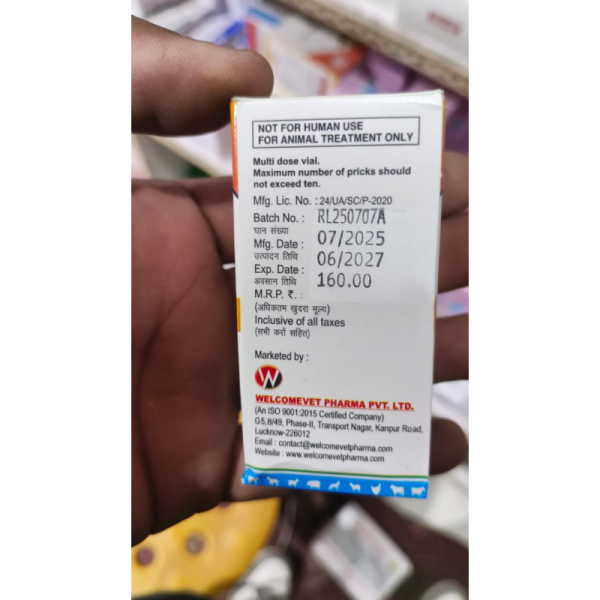 NOT FOR HUMAN USE
FOR ANIMAL TREATMENT ONLY
Multi dose vial.
Maximum number of pricks should
not exceed ten.
Mfg. Lic. No. : 24/UA/SC/P-2020
Batch No. : RL250707A
घान संख्या
Mfg. Date : 07/2025
उत्पादन तिथि
Exp. Date : 06/2027
अवसान तिथि
M.R.P. ₹. : 160.00
(अधिकतम खुदरा मूल्य)
Inclusive of all taxes
(सभी करों सहित)
Marketed by :
W
WELCOMEVET PHARMA PVT. LTD.
(An ISO 9001:2015 Certified Company)
G5,8/49, Phase-II, Transport Nagar, Kanpur Road,
Lucknow-226012
Email : contact@welcomevetpharma.com
Website : www.welcomevetpharma.com